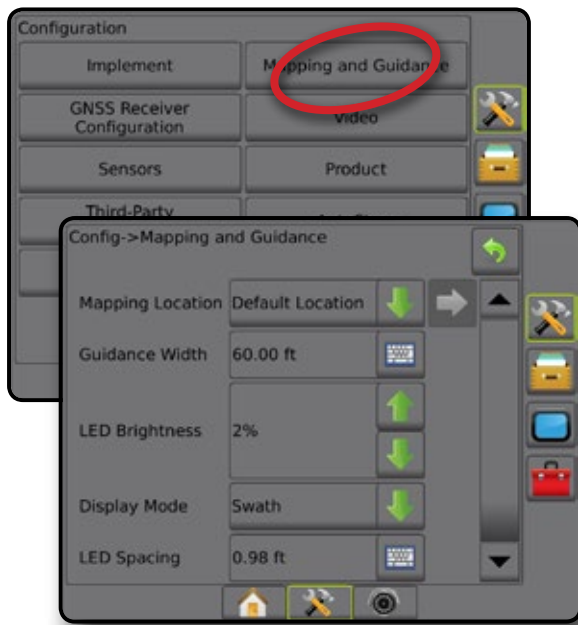 Configuration
Implement
Mapping and Guidance
GNSS Receiver
Configuration
Video
Sensors
Product
Third-Party
Config->Mapping and Guidance
Mapping Location
Default Location
Guidance Width
60.00 ft
LED Brightness
2%
Display Mode
Swath
LED Spacing
0.98 ft